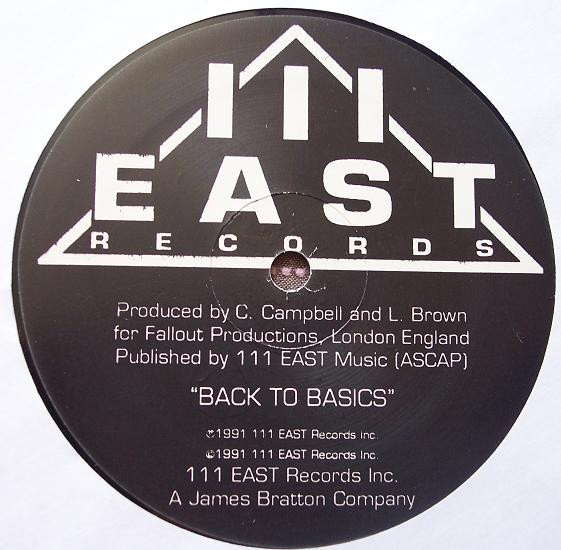 111
EAST
RECORDS
Produced by C. Campbell and L. Brown
for Fallout Productions, London England
Published by 111 EAST Music (ASCAP)
“BACK TO BASICS”
℗1991 111 EAST Records Inc.
©1991 111 EAST Records Inc.
111 EAST Records Inc.
A James Bratton Company